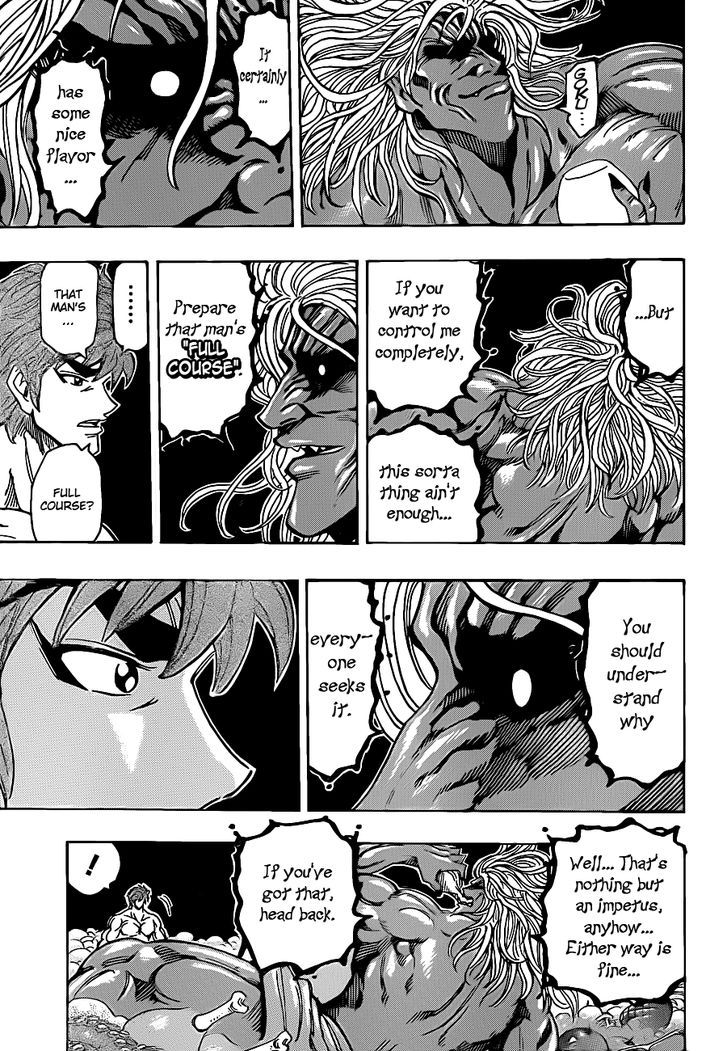 GOKU...
It
certainly
...
has
some
nice
flavor
...
...But
If you
want to
control me
completely,
this sorta
thing ain't
enough...
Prepare
that man's
"FULL
COURSE".
......
THAT
MAN'S
...
FULL
COURSE?
You
should
under-
stand
why
every-
one
seeks
it.
Well... That's
nothing but
an impetus,
anyhow...
Either way is
fine...
If you've
got that,
head back.
!